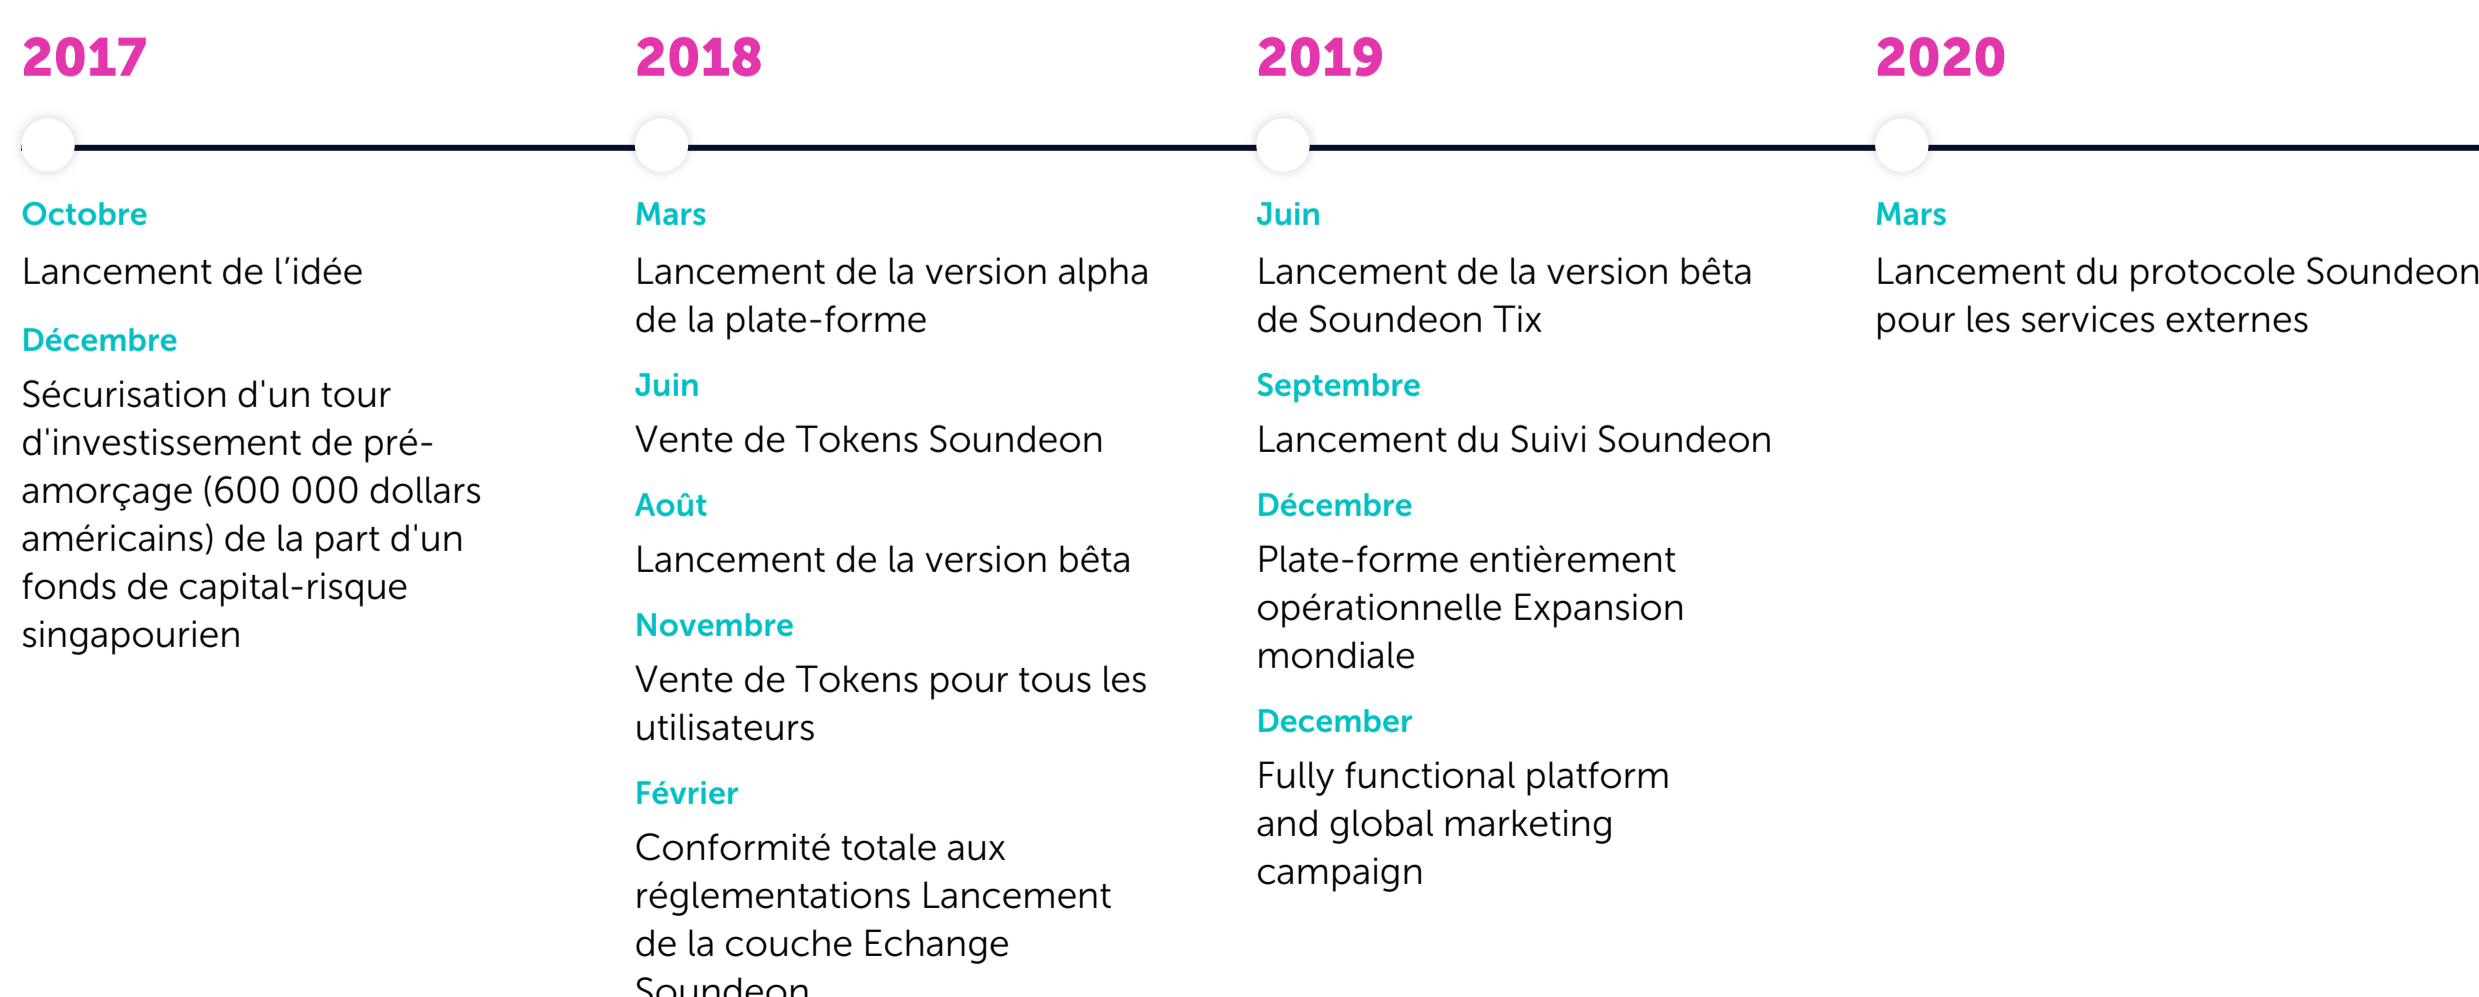 2017
Octobre
Lancement de l’idée
Décembre
Sécurisation d'un tour
d'investissement de pré-
amorçage (600 000 dollars
américains) de la part d'un
fonds de capital-risque
singapourien
2018
Mars
Lancement de la version alpha
de la plate-forme
Juin
Vente de Tokens Soundeon
Août
Lancement de la version bêta
Novembre
Vente de Tokens pour tous les
utilisateurs
Février
Conformité totale aux
réglementations Lancement
de la couche Echange
Soundeon
2019
Juin
Lancement de la version bêta
de Soundeon Tix
Septembre
Lancement du Suivi Soundeon
Décembre
Plate-forme entièrement
opérationnelle Expansion
mondiale
December
Fully functional platform
and global marketing
campaign
2020
Mars
Lancement du protocole Soundeon
pour les services externes